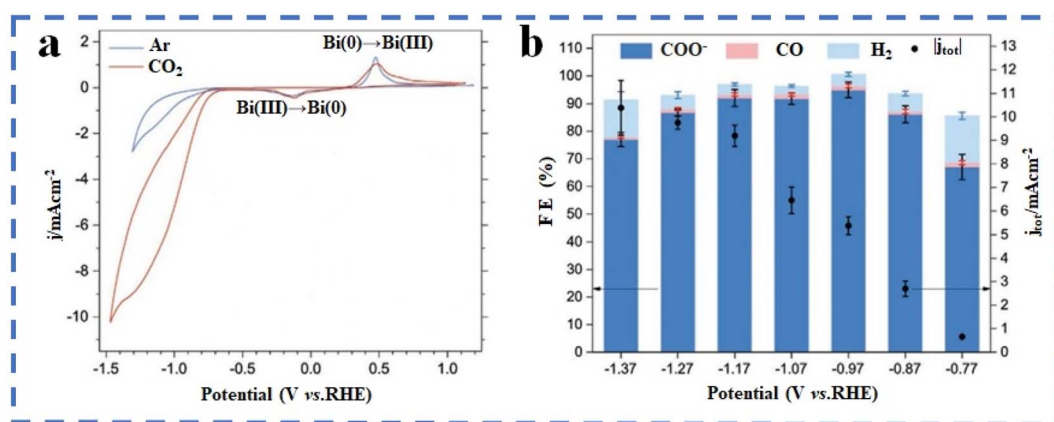 a
Ar
CO₂
Bi(0)→Bi(III)
Bi(III)→Bi(0)
2
0
-2
-4
-6
-8
-10
j/mAcm⁻²
-1.5 -1.0 -0.5 0.0 0.5 1.0
Potential (V vs.RHE)
b
COO⁻ CO H₂ |jtot|
110
100
90
80
70
60
50
40
30
20
10
0
F E (%)
13
12
11
10
9
8
7
6
5
4
3
2
1
0
jtot/mAcm⁻²
-1.37 -1.27 -1.17 -1.07 -0.97 -0.87 -0.77
Potential (V vs.RHE)